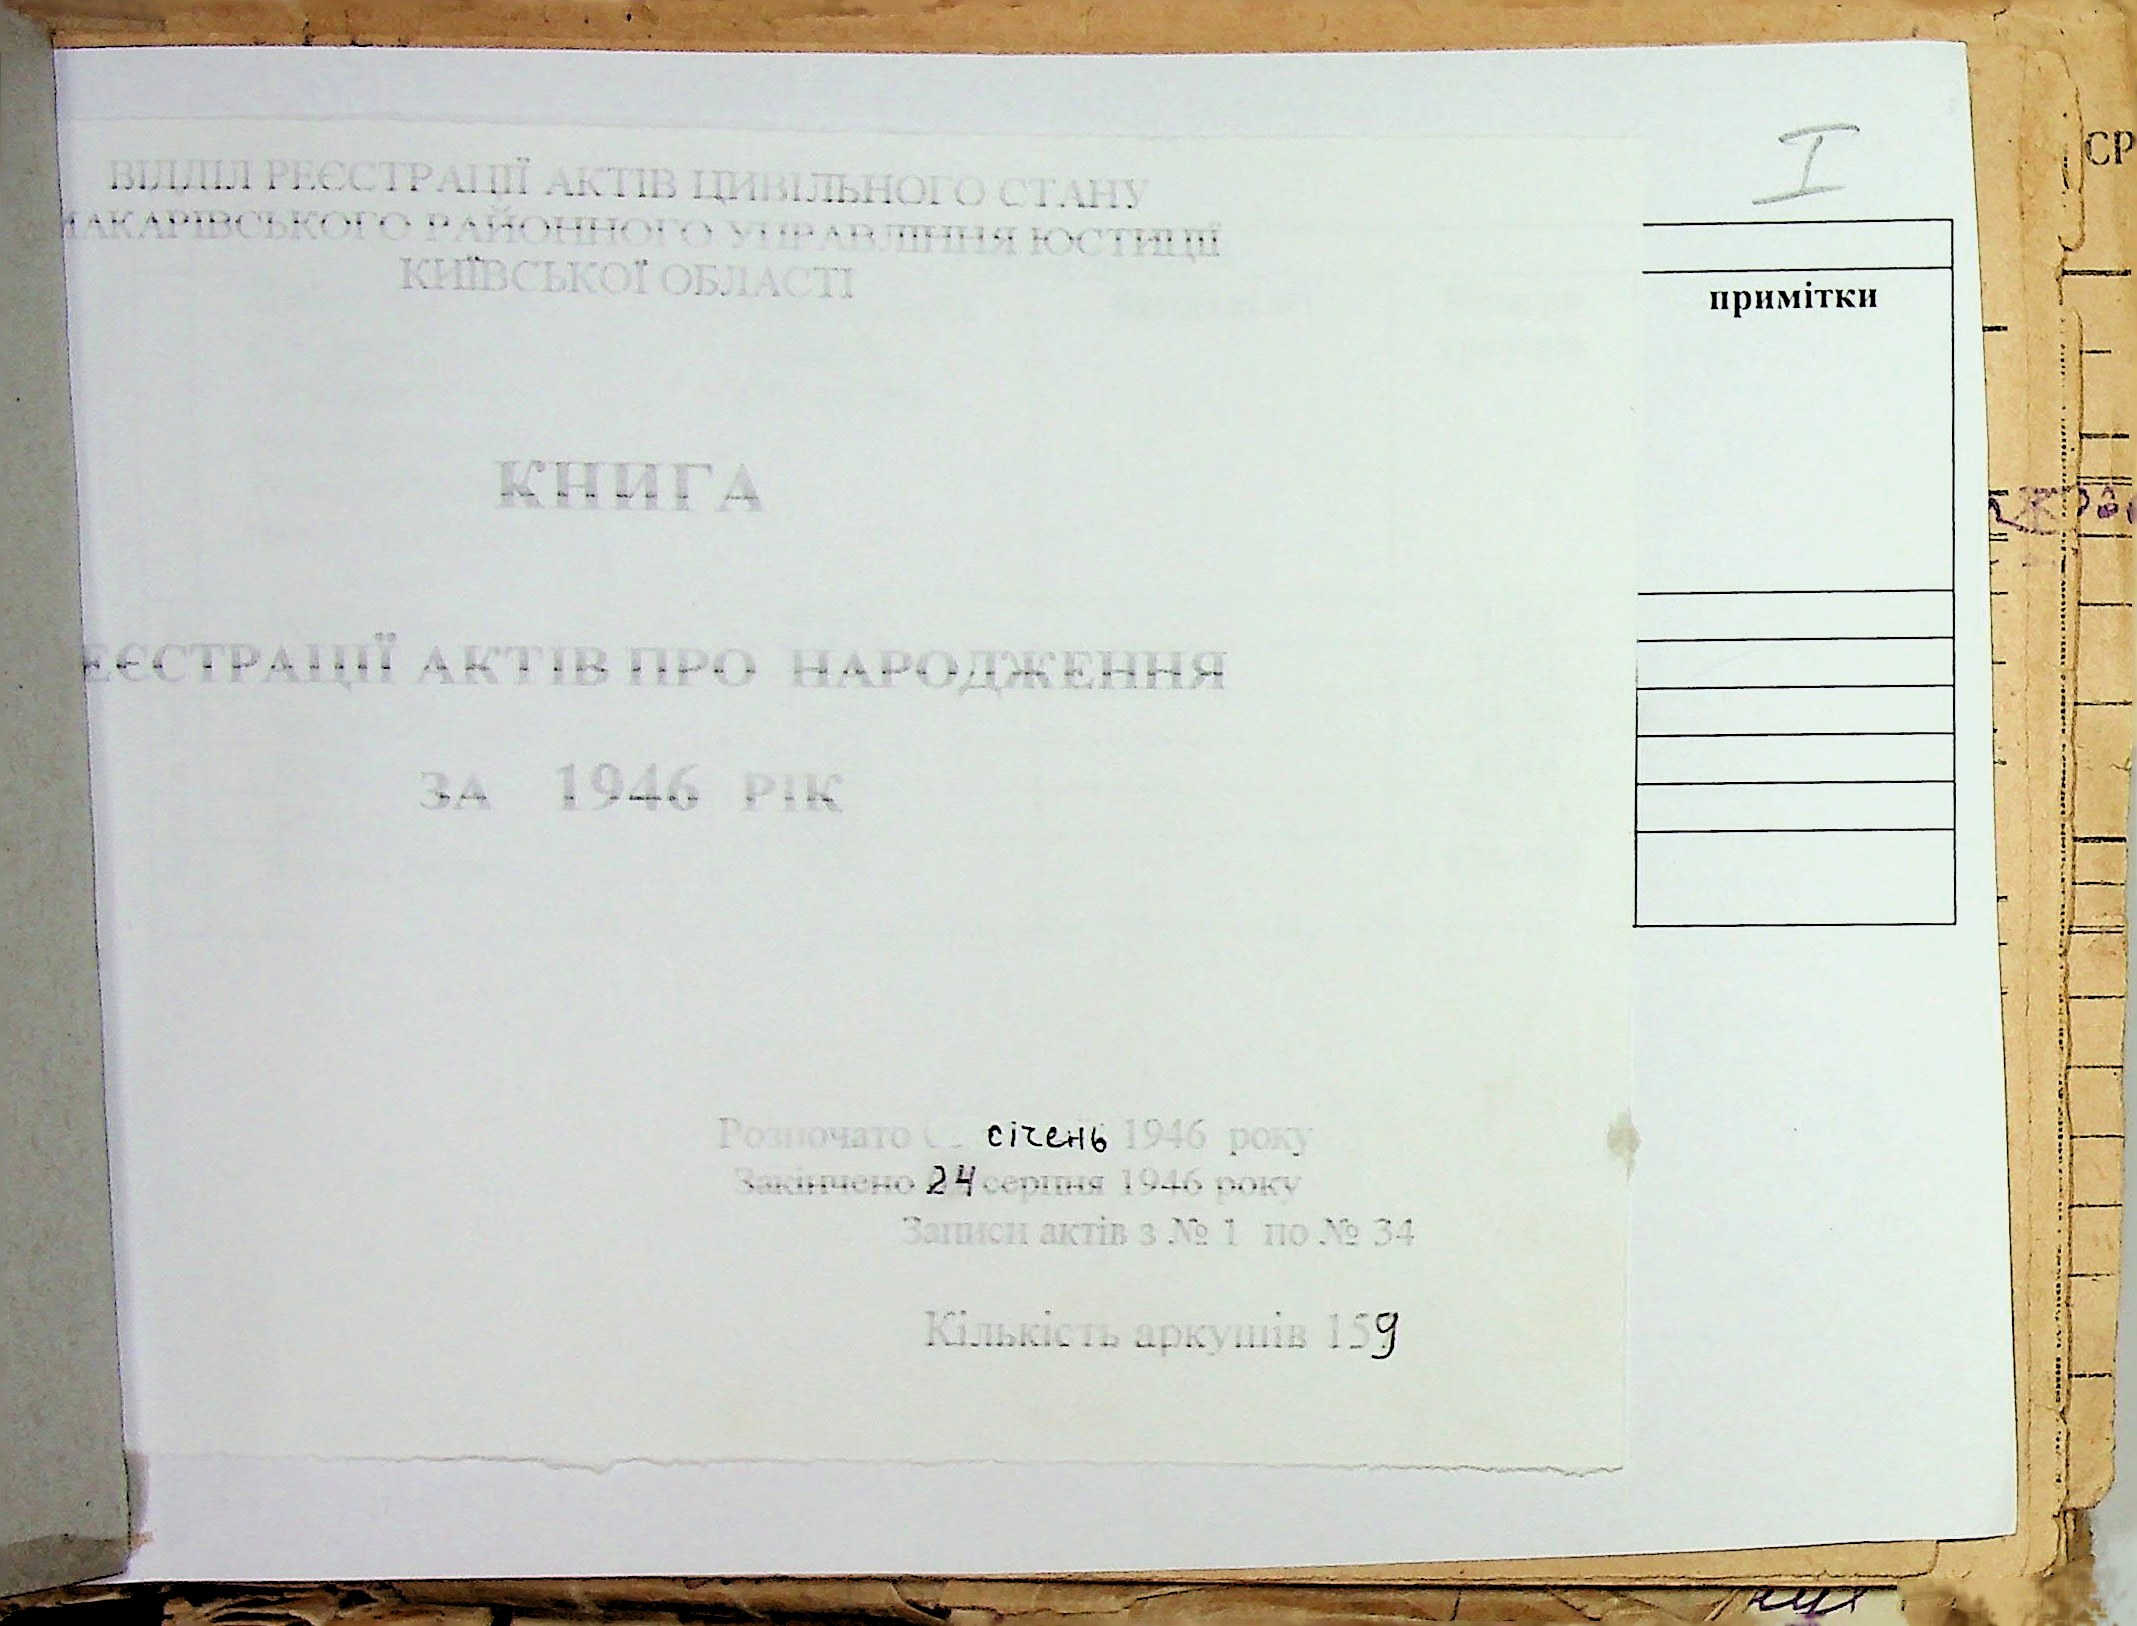 I
СР
ВІДДІЛ РЕЄСТРАЦІЇ АКТІВ ЦИВІЛЬНОГО СТАНУ
МАКАРІВСЬКОГО РАЙОННОГО УПРАВЛІННЯ ЮСТИЦІЇ
КИЇВСЬКОЇ ОБЛАСТІ
примітки
КНИГА
ЕЄСТРАЦІЇ АКТІВ ПРО НАРОДЖЕННЯ
ЗА 1946 РІК
Розпочато січень 1946 року
Закінчено 24 серпня 1946 року
Записи актів з № 1 по № 34
Кількість аркушів 159